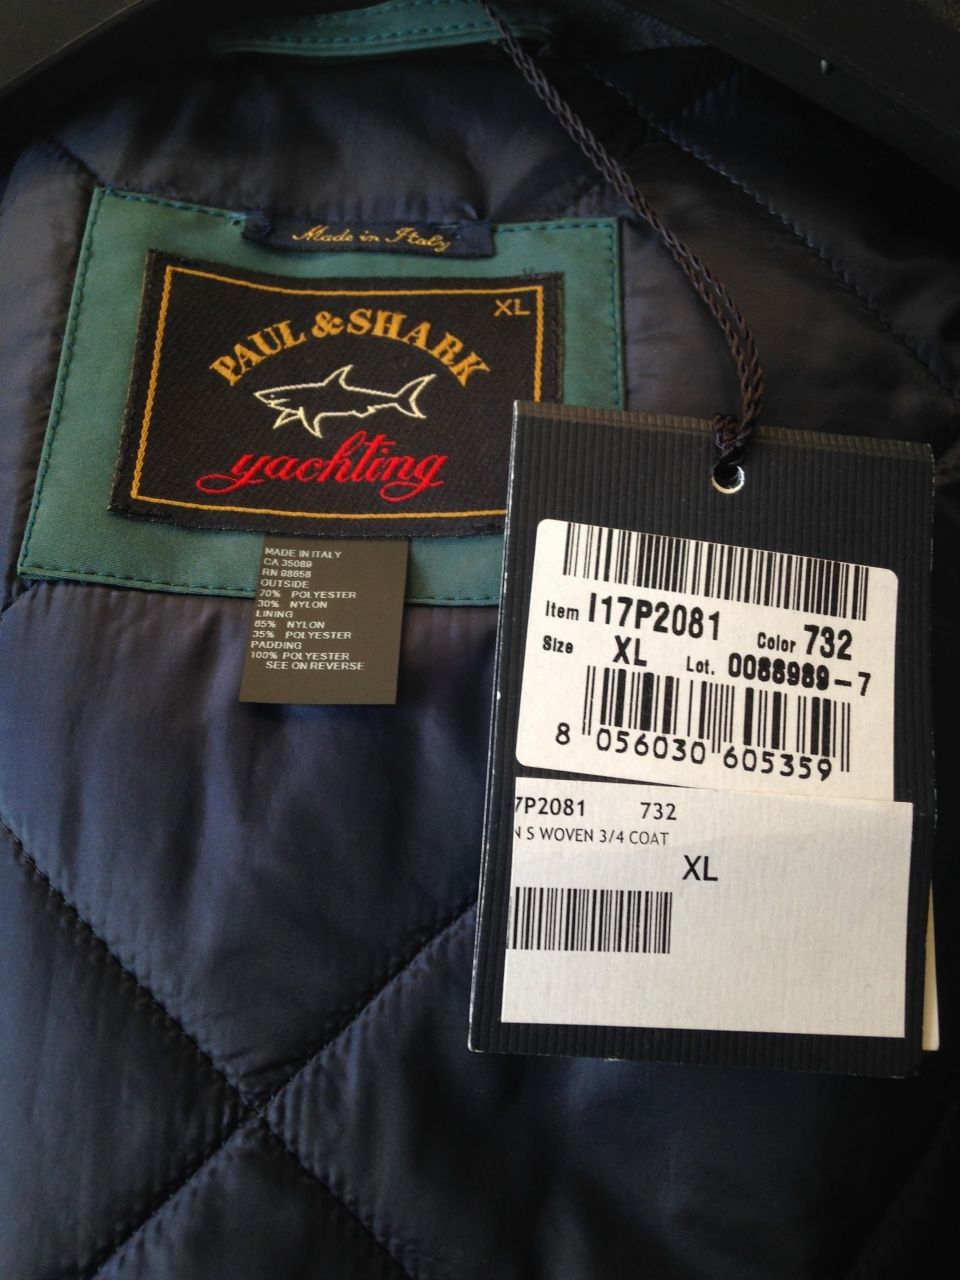 Made in Italy
XL
PAUL & SHARK
yachting
MADE IN ITALY
CA 35089
RN 98658
OUTSIDE
70% POLYESTER
30% NYLON
LINING
65% NYLON
35% POLYESTER
PADDING
100% POLYESTER
SEE ON REVERSE
Item I17P2081 Color 732
Size XL Lot. 0086989-7
8 056030 605359
7P2081 732
N S WOVEN 3/4 COAT
XL